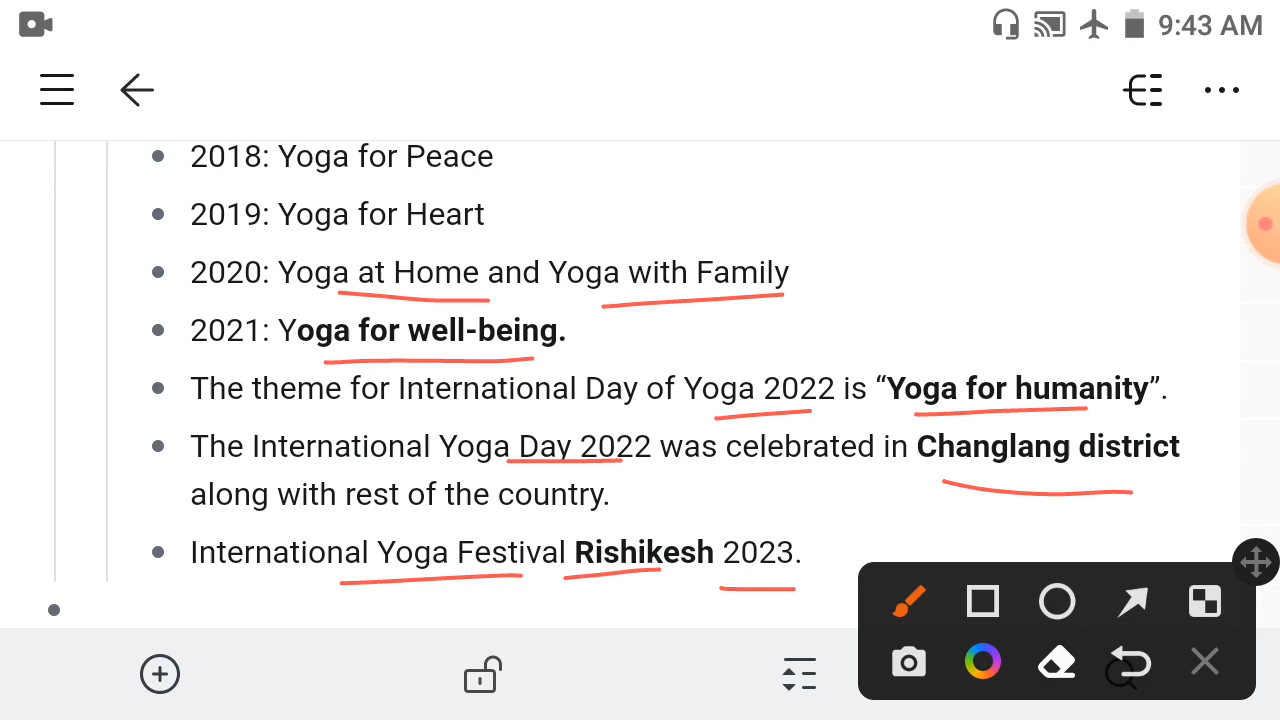 9:43 AM
2018: Yoga for Peace
2019: Yoga for Heart
2020: Yoga at Home and Yoga with Family
2021: Yoga for well-being.
The theme for International Day of Yoga 2022 is “Yoga for humanity”.
The International Yoga Day 2022 was celebrated in Changlang district
along with rest of the country.
International Yoga Festival Rishikesh 2023.